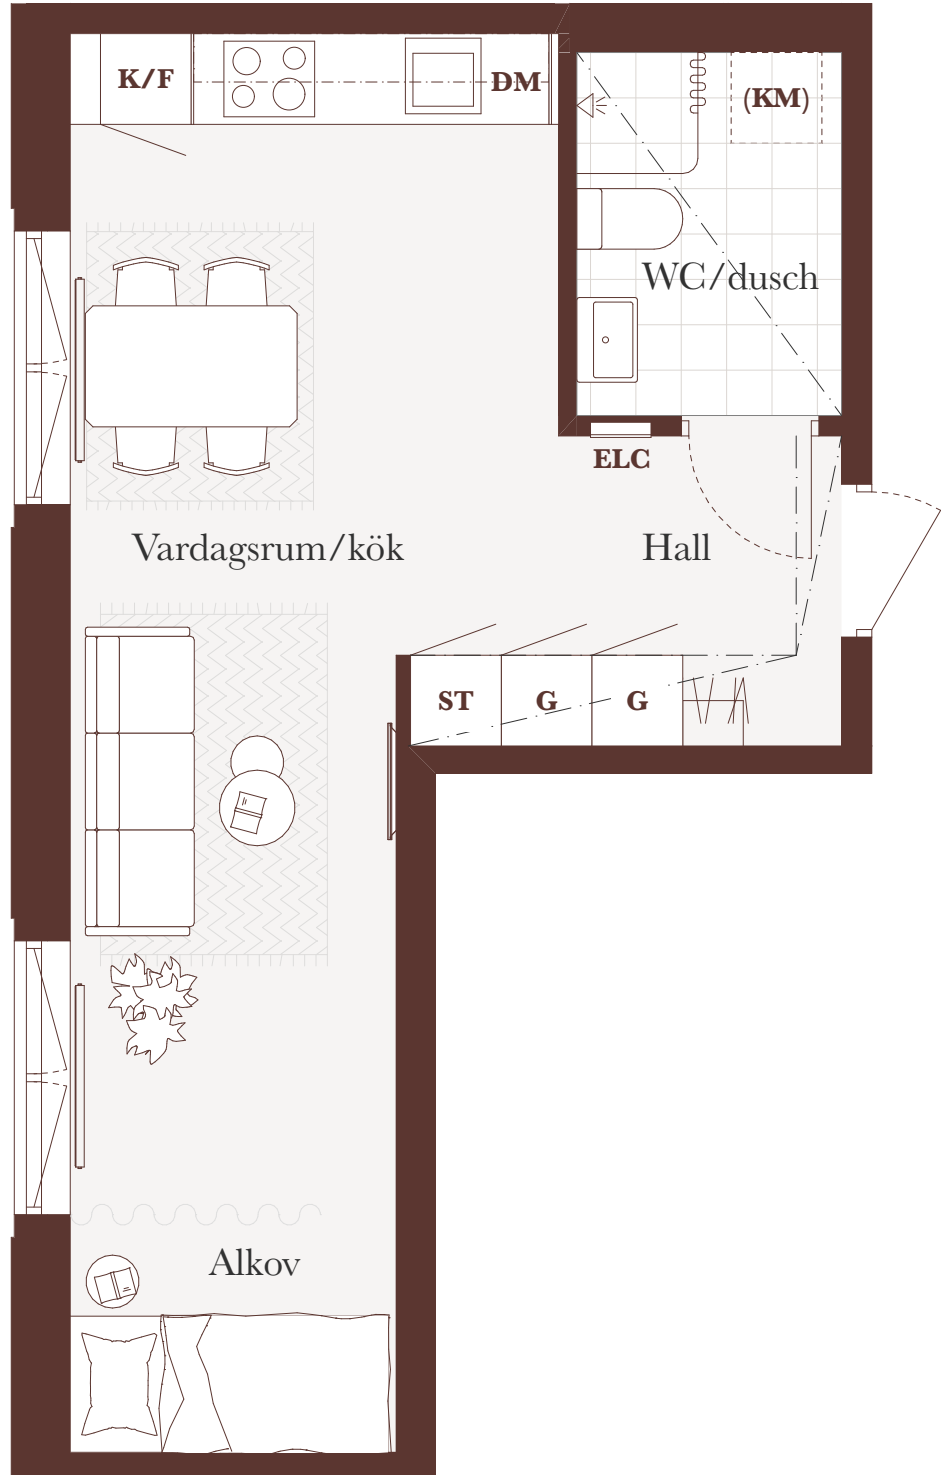 K/F
DM
(KM)
WC/dusch
ELC
Vardagsrum/kök
Hall
ST
G
G
Alkov